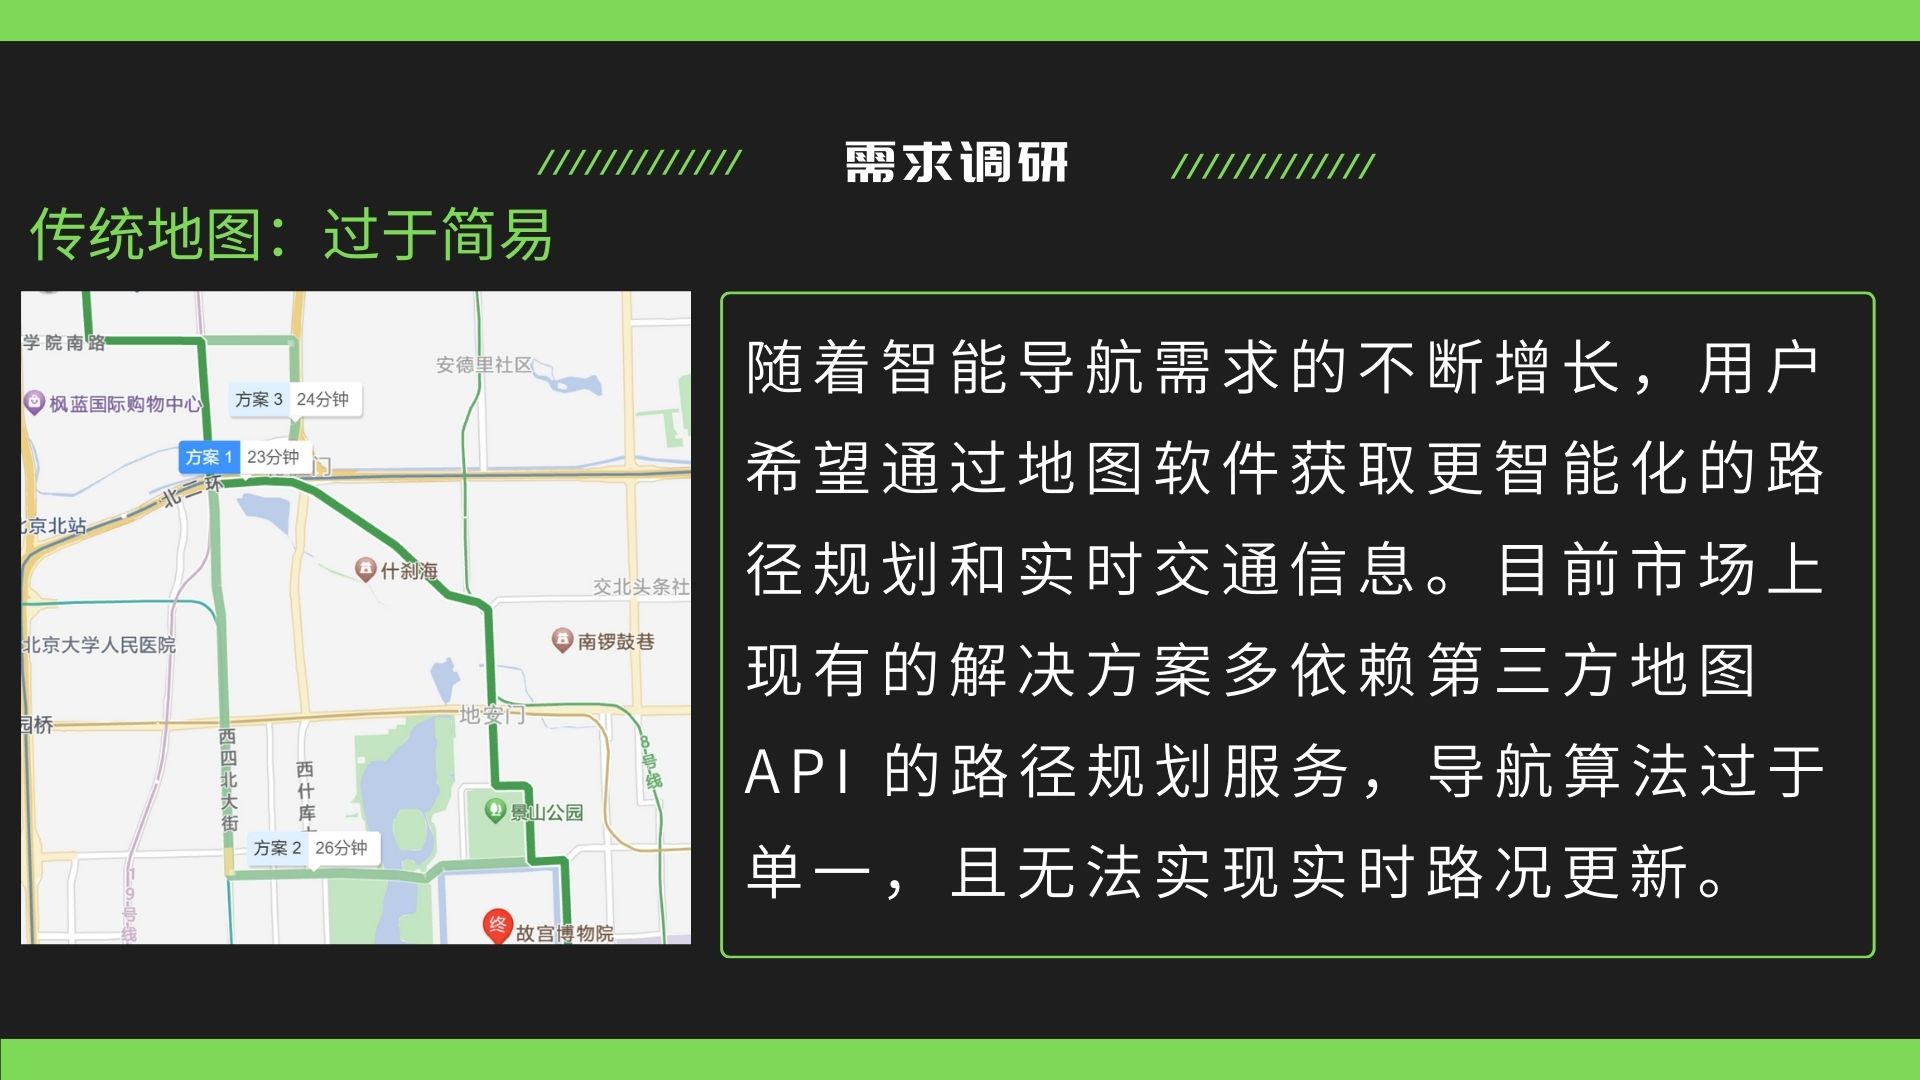 需求调研
传统地图：过于简易
学院南路
安德里社区
枫蓝国际购物中心
方案 3 24分钟
方案 1 23分钟
北二环
京北站
什刹海
交北头条社
北京大学人民医院
南锣鼓巷
地安门
园桥
西四北大街
西什库
8号线
景山公园
方案 2 26分钟
19号线
终
故宫博物院
随着智能导航需求的不断增长，用户
希望通过地图软件获取更智能化的路
径规划和实时交通信息。目前市场上
现有的解决方案多依赖第三方地图
API 的路径规划服务，导航算法过于
单一，且无法实现实时路况更新。